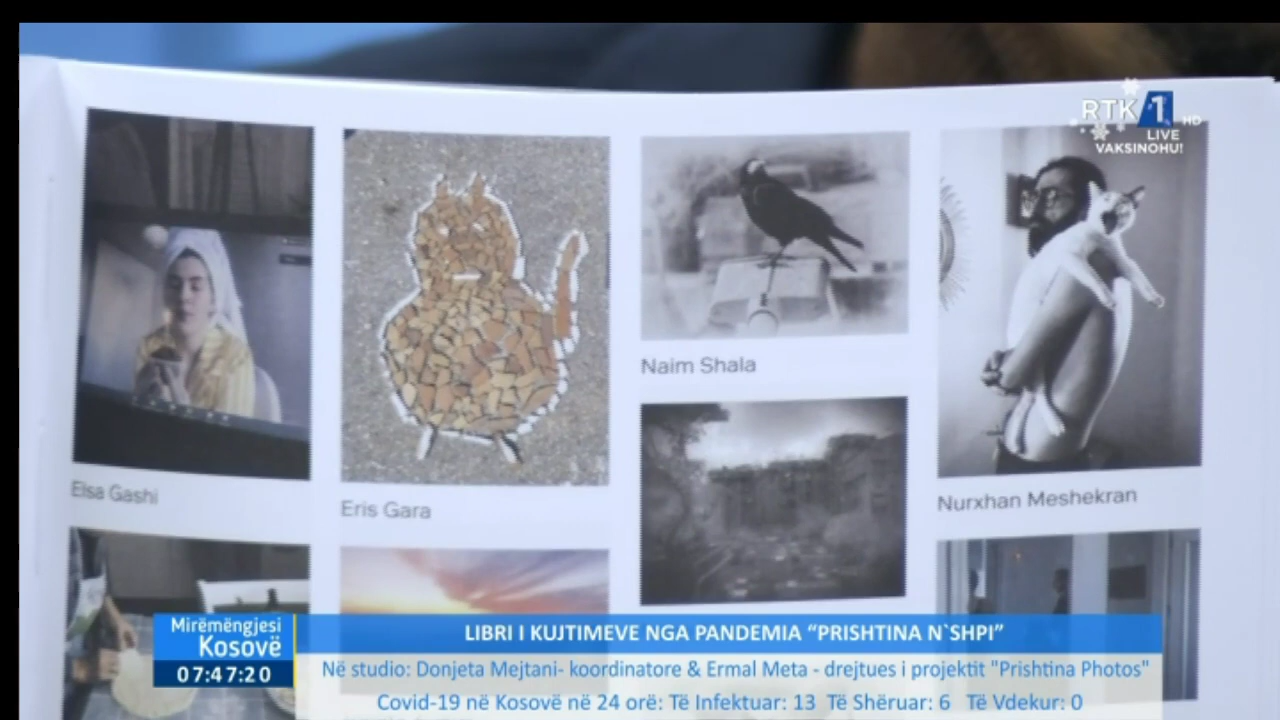 RTK 1 HD
LIVE
VAKSINOHU!
Naim Shala
Elsa Gashi
Eris Gara
Nurxhan Meshekran
Mirëmëngjesi
Kosovë
07:47:20
LIBRI I KUJTIMEVE NGA PANDEMIA “PRISHTINA N`SHPI”
Në studio: Donjeta Mejtani- koordinatore & Ermal Meta - drejtues i projektit "Prishtina Photos"
Covid-19 në Kosovë në 24 orë: Të Infektuar: 13 Të Shëruar: 6 Të Vdekur: 0